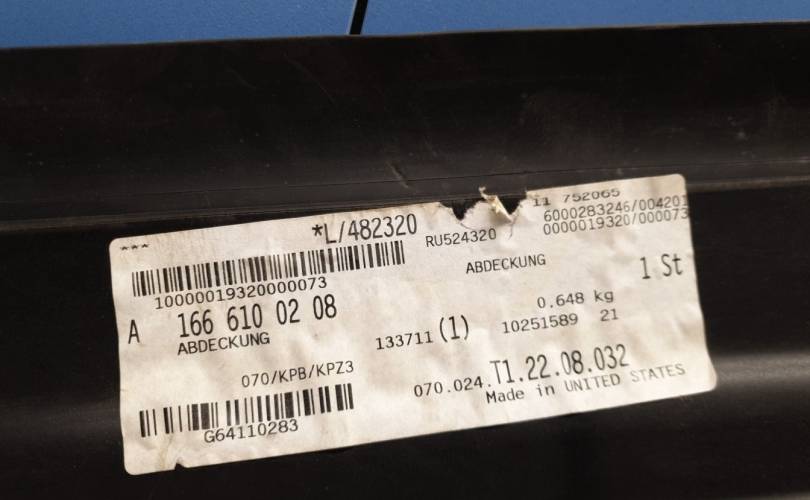 *** *L/482320 RU524320 11 752065
6000283246/004201
0000019320/000073
10000019320000073 ABDECKUNG 1 St
A 166 610 02 08 0.648 kg
ABDECKUNG 133711 (1) 10251589 21
070/KPB/KPZ3 070.024.T1.22.08.032
G64110283 Made in UNITED STATES